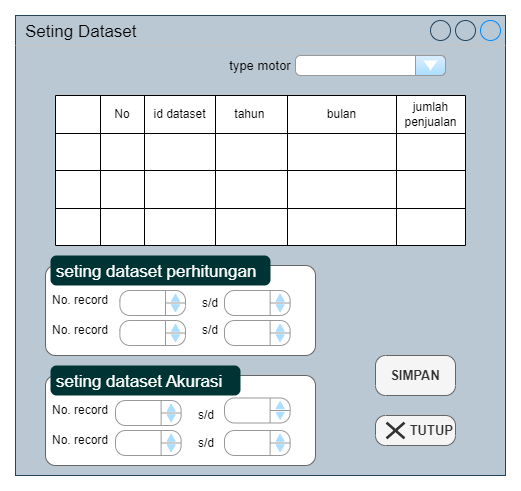 Seting Dataset
type motor
No id dataset tahun bulan jumlah
penjualan
seting dataset perhitungan
No. record s/d
No. record s/d
seting dataset Akurasi
No. record s/d
No. record s/d
SIMPAN
TUTUP